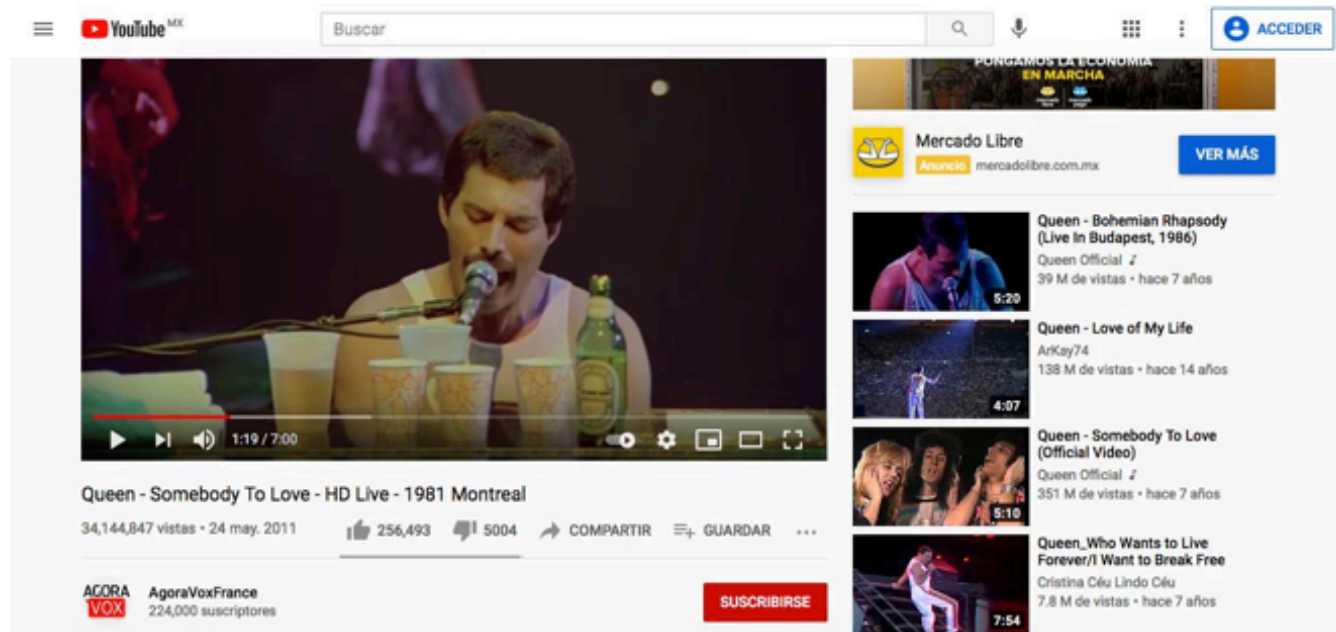 YouTube MX
Buscar
ACCEDER
PONGAMOS LA ECONOMÍA
EN MARCHA
mercado libre
mercado pago
Mercado Libre
Anuncio mercadolibre.com.mx
VER MÁS
1:19 / 7:00
Queen - Somebody To Love - HD Live - 1981 Montreal
34,144,847 vistas • 24 may. 2011
256,493
5004
COMPARTIR
GUARDAR
AGORA
VOX
AgoraVoxFrance
224,000 suscriptores
SUSCRIBIRSE
5:20
Queen - Bohemian Rhapsody
(Live In Budapest, 1986)
Queen Official
39 M de vistas • hace 7 años
4:07
Queen - Love of My Life
ArKay74
138 M de vistas • hace 14 años
5:10
Queen - Somebody To Love
(Official Video)
Queen Official
351 M de vistas • hace 7 años
7:54
Queen_Who Wants to Live
Forever/I Want to Break Free
Cristina Céu Lindo Céu
7.8 M de vistas • hace 7 años